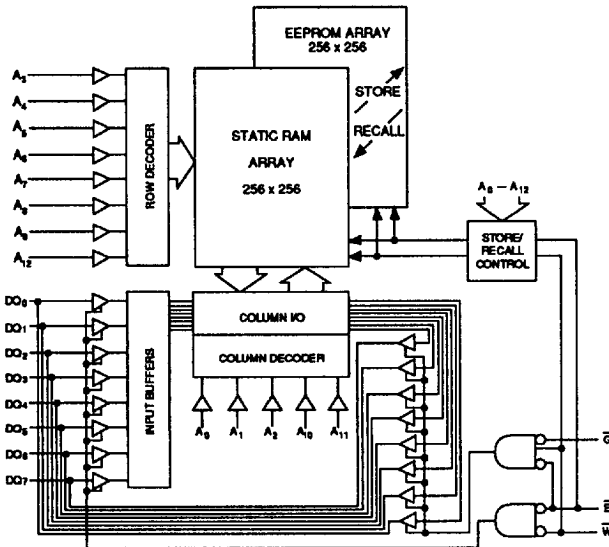 EEPROM ARRAY
256 x 256
STORE
RECALL
STATIC RAM
ARRAY
256 x 256
A3
A4
A5
A6
A7
A8
A9
A12
ROW DECODER
A0 – A12
STORE/
RECALL
CONTROL
DQ0
DQ1
DQ2
DQ3
DQ4
DQ5
DQ6
DQ7
INPUT BUFFERS
COLUMN I/O
COLUMN DECODER
A0
A1
A2
A10
A11
G
E
W